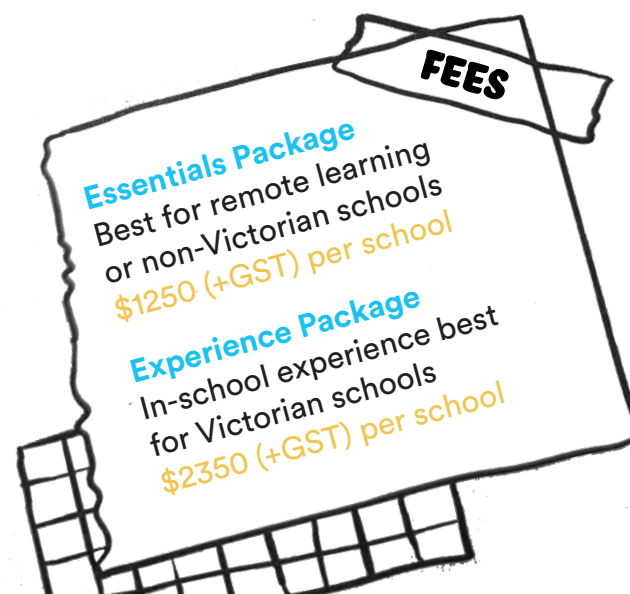 FEES
Essentials Package
Best for remote learning
or non-Victorian schools
$1250 (+GST) per school
Experience Package
In-school experience best
for Victorian schools
$2350 (+GST) per school